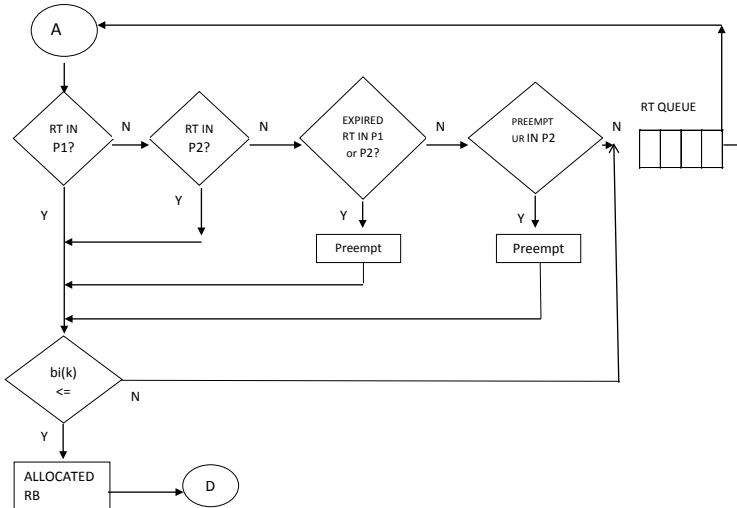 A
RT IN
P1?
N
RT IN
P2?
N
EXPIRED
RT IN P1
or P2?
N
PREEMPT
UR IN P2
N
RT QUEUE
Y
Y
Y
Y
Preempt
Preempt
bi(k)
<=
N
Y
ALLOCATED
RB
D